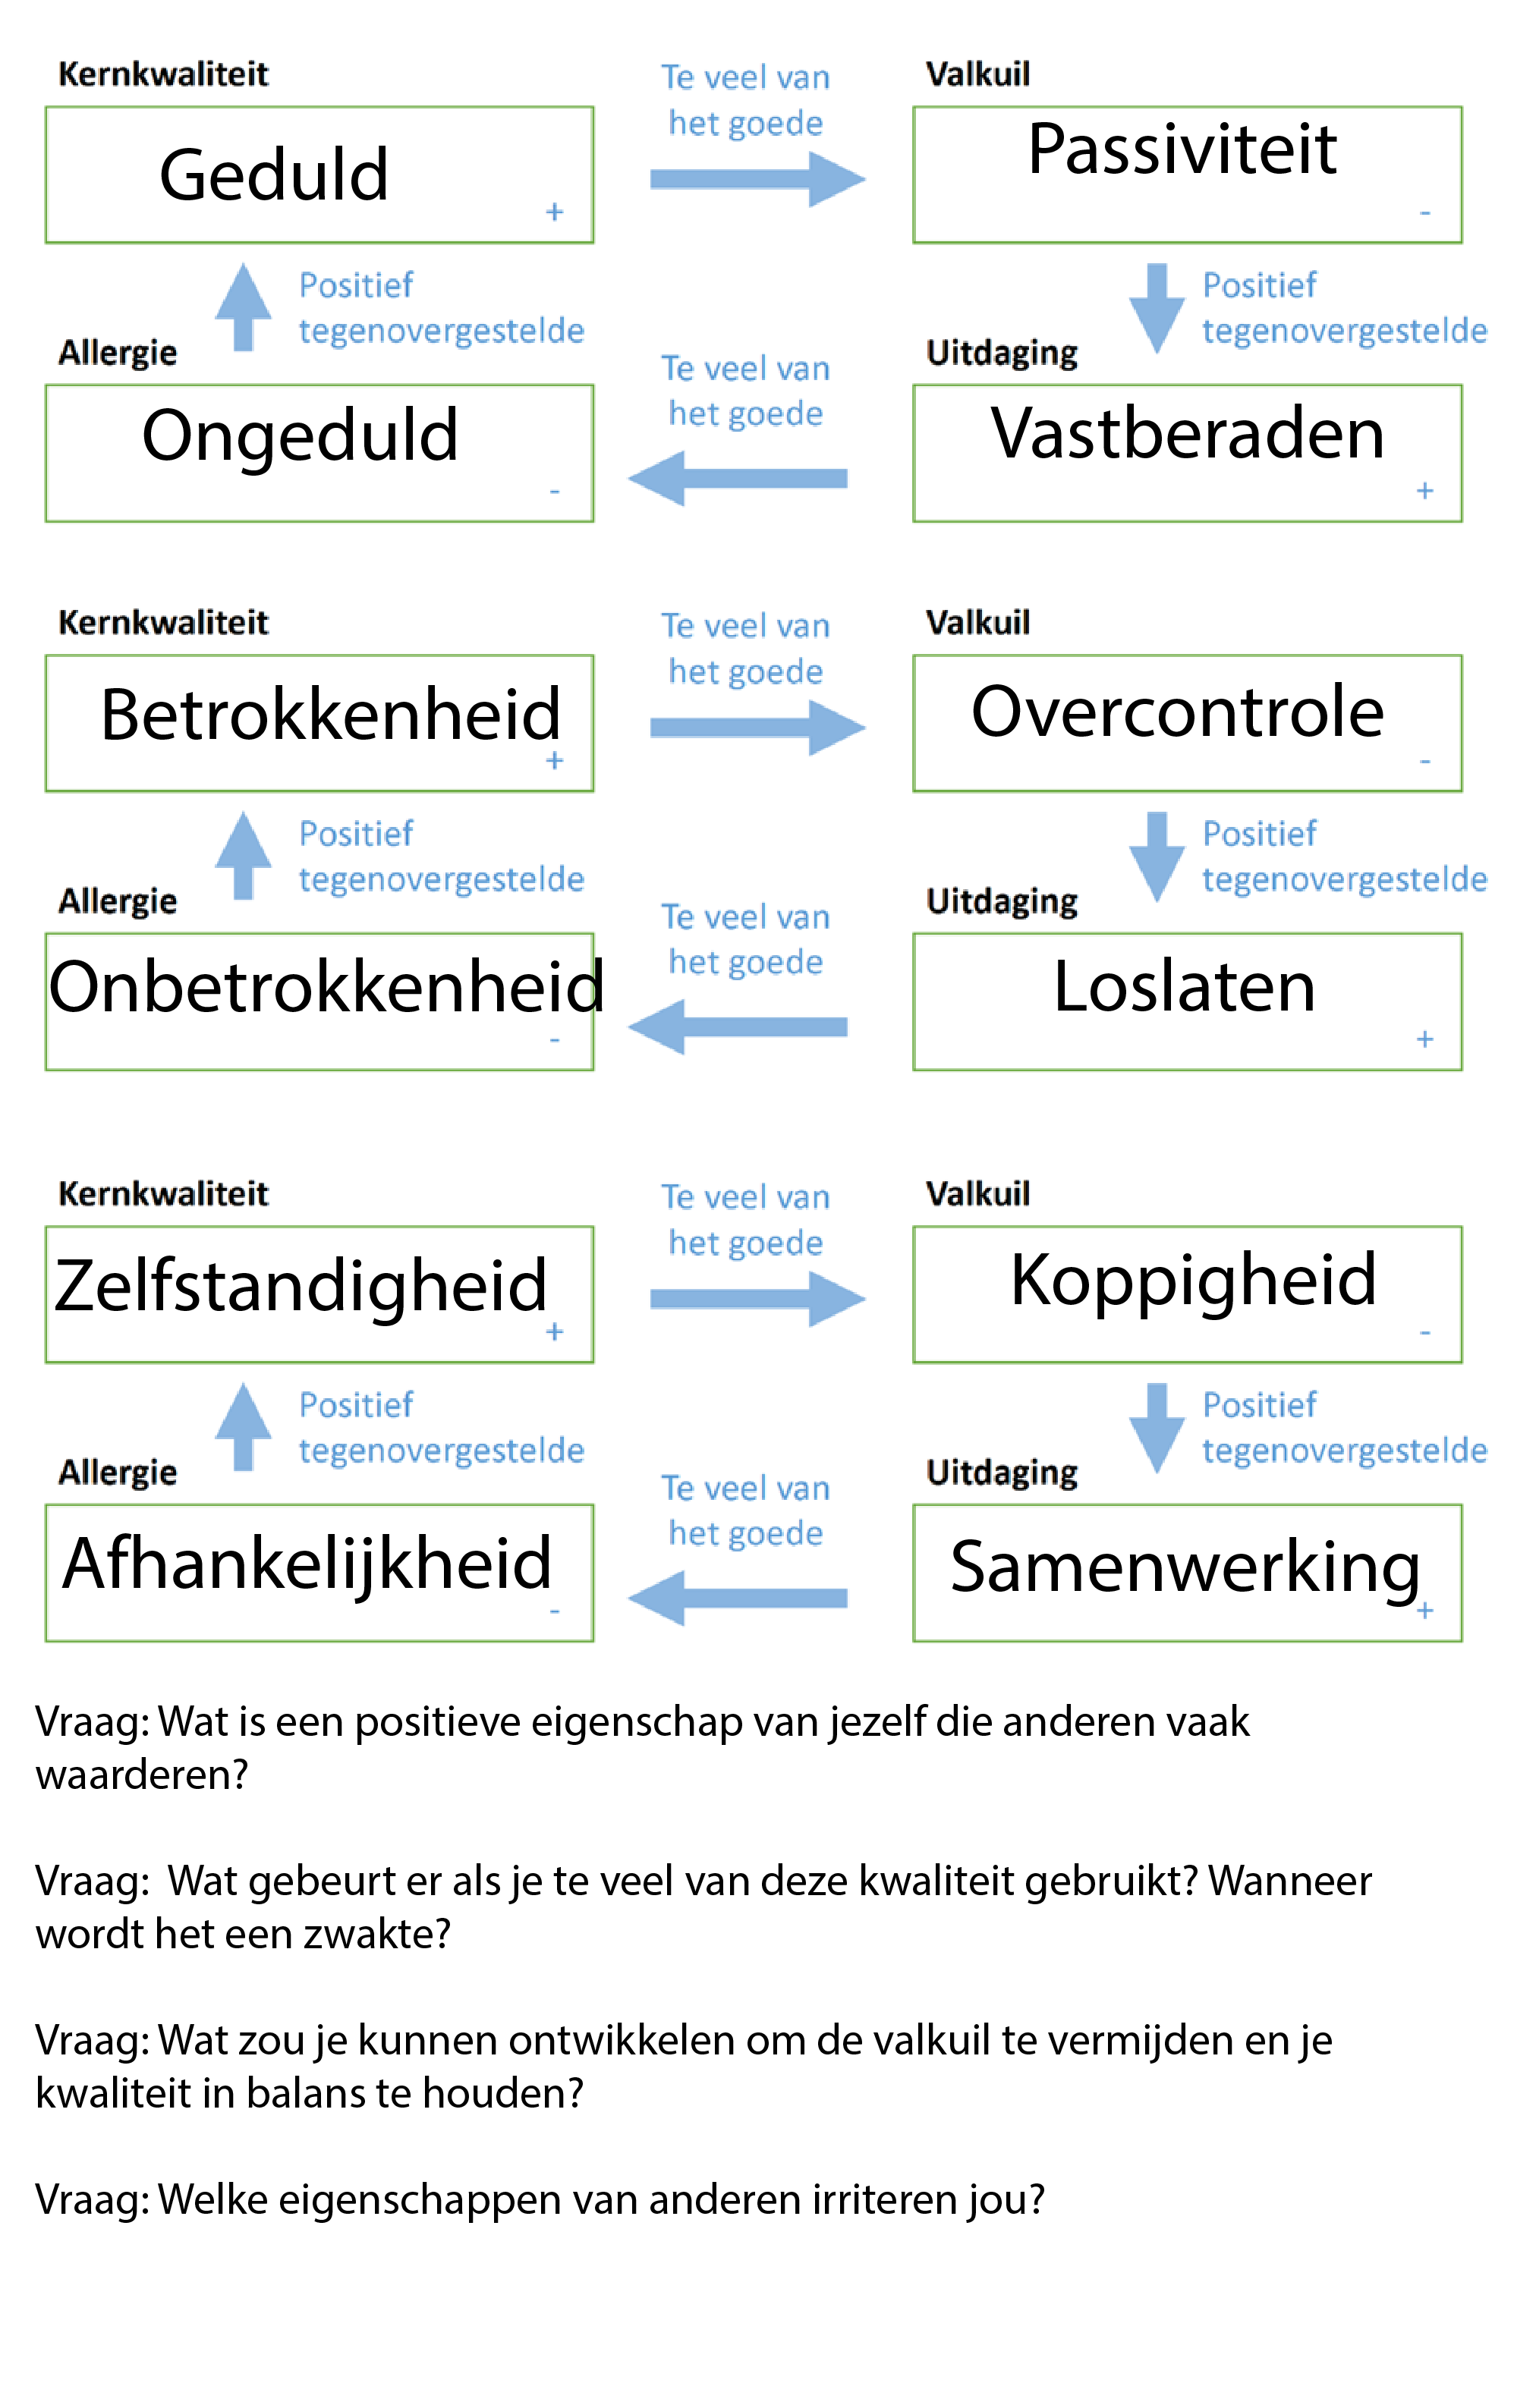 Kernkwaliteit
Te veel van
het goede
Valkuil
Geduld
+
Passiviteit
-
Positief
tegenovergestelde
Positief
tegenovergestelde
Allergie
Te veel van
het goede
Uitdaging
Ongeduld
-
Vastberaden
+
Kernkwaliteit
Te veel van
het goede
Valkuil
Betrokkenheid
+
Overcontrole
-
Positief
tegenovergestelde
Positief
tegenovergestelde
Allergie
Te veel van
het goede
Uitdaging
Onbetrokkenheid
-
Loslaten
+
Kernkwaliteit
Te veel van
het goede
Valkuil
Zelfstandigheid
+
Koppigheid
-
Positief
tegenovergestelde
Positief
tegenovergestelde
Allergie
Te veel van
het goede
Uitdaging
Afhankelijkheid
-
Samenwerking
+
Vraag: Wat is een positieve eigenschap van jezelf die anderen vaak
waarderen?
Vraag:  Wat gebeurt er als je te veel van deze kwaliteit gebruikt? Wanneer
wordt het een zwakte?
Vraag: Wat zou je kunnen ontwikkelen om de valkuil te vermijden en je
kwaliteit in balans te houden?
Vraag: Welke eigenschappen van anderen irriteren jou?